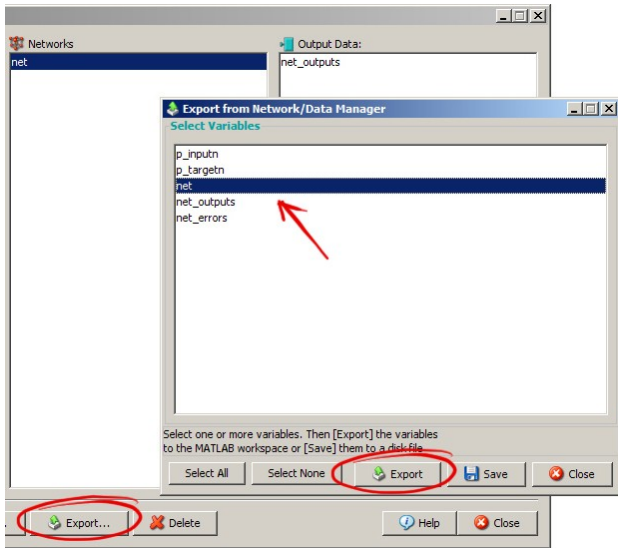 Networks
Output Data:
net
net_outputs
Export from Network/Data Manager
Select Variables
p_inputn
p_targetn
net
net_outputs
net_errors
Select one or more variables. Then [Export] the variables
to the MATLAB workspace or [Save] them to a disk file
Select All
Select None
Export
Save
Close
Export...
Delete
Help
Close